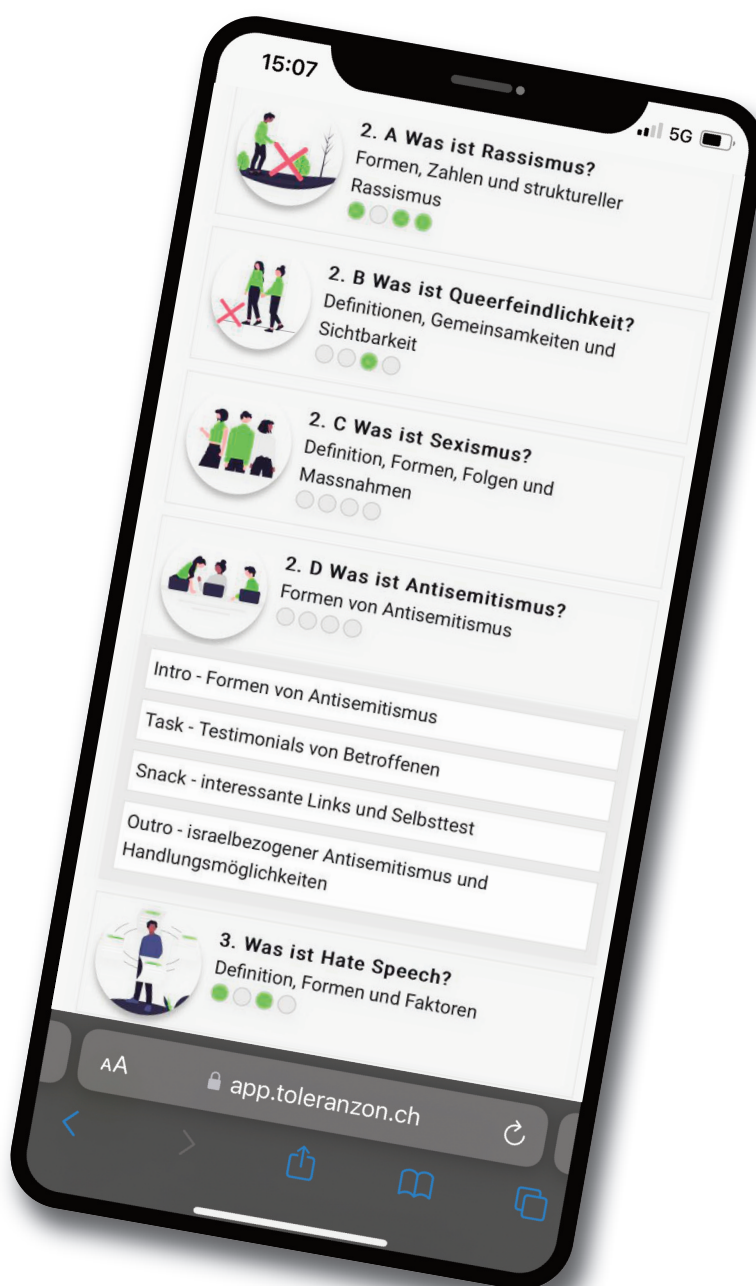 15:07
5G
2. A Was ist Rassismus?
Formen, Zahlen und struktureller
Rassismus
2. B Was ist Queerfeindlichkeit?
Definitionen, Gemeinsamkeiten und
Sichtbarkeit
2. C Was ist Sexismus?
Definition, Formen, Folgen und
Massnahmen
2. D Was ist Antisemitismus?
Formen von Antisemitismus
Intro - Formen von Antisemitismus
Task - Testimonials von Betroffenen
Snack - interessante Links und Selbsttest
Outro - israelbezogener Antisemitismus und
Handlungsmöglichkeiten
3. Was ist Hate Speech?
Definition, Formen und Faktoren
AA
app.toleranzon.ch